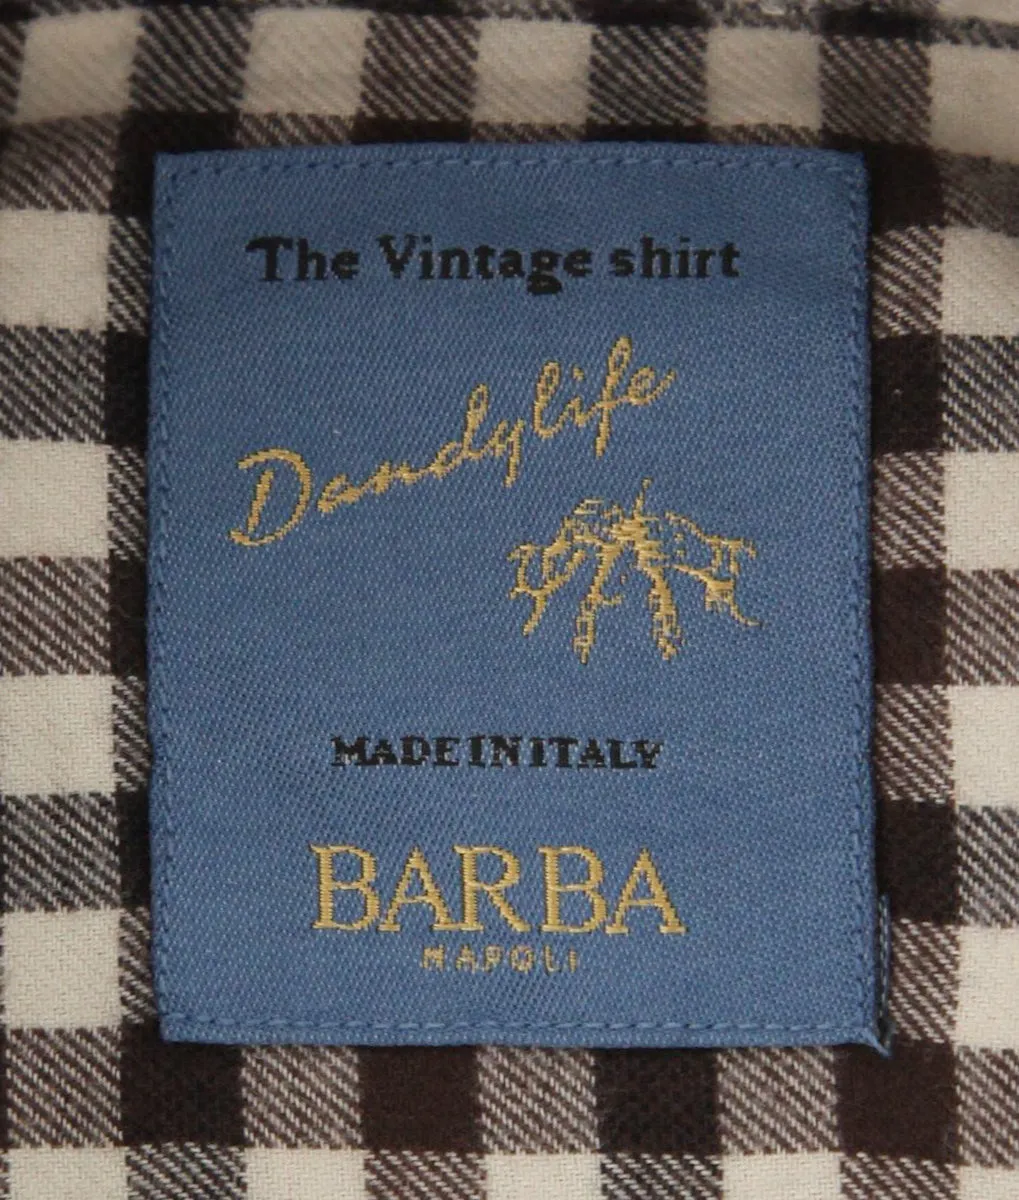 The Vintage shirt
Dandylife
MADE IN ITALY
BARBA
NAPOLI